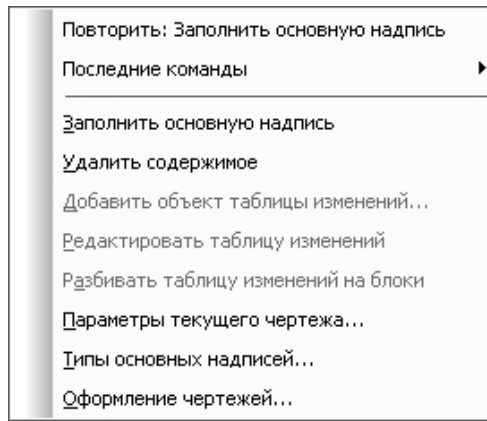 Повторить: Заполнить основную надпись
Последние команды
Заполнить основную надпись
Удалить содержимое
Добавить объект таблицы изменений...
Редактировать таблицу изменений
Разбивать таблицу изменений на блоки
Параметры текущего чертежа...
Типы основных надписей...
Оформление чертежей...